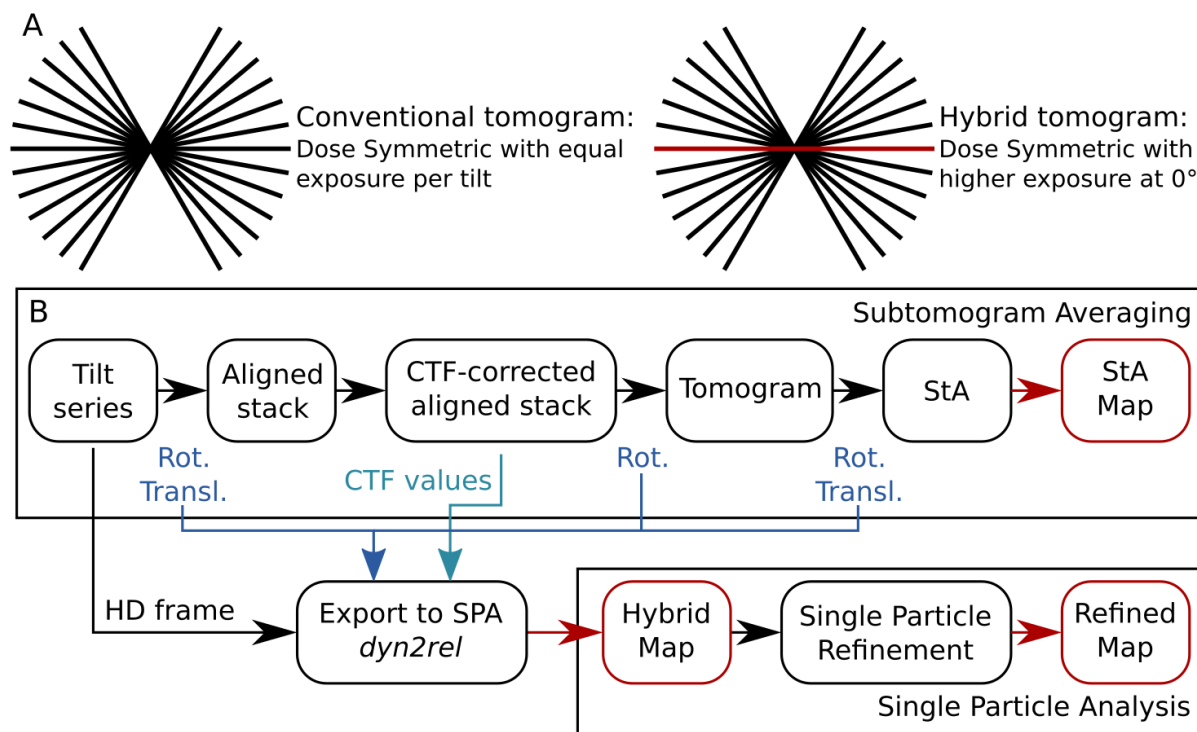 A
Conventional tomogram:
Dose Symmetric with equal
exposure per tilt
Hybrid tomogram:
Dose Symmetric with
higher exposure at 0°
B
Subtomogram Averaging
Tilt
series
Aligned
stack
CTF-corrected
aligned stack
Tomogram
StA
StA
Map
Rot.
Transl.
CTF values
Rot.
Rot.
Transl.
HD frame
Export to SPA
dyn2rel
Hybrid
Map
Single Particle
Refinement
Refined
Map
Single Particle Analysis